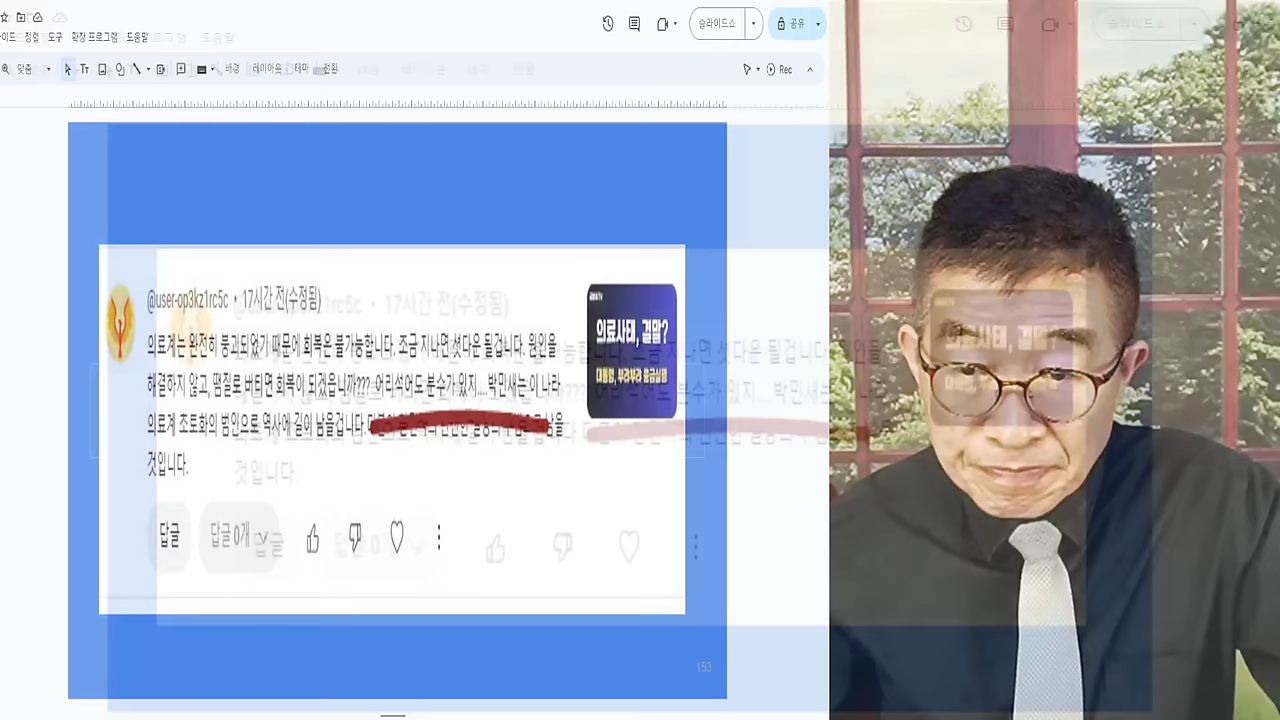 이드 정렬 도구 확장 프로그램 도움말
슬라이드쇼
공유
맞춤
배경 레이아웃 테마 전환
Rec
@user-op3kz1rc5c • 17시간 전(수정됨)
의료계는 완전히 붕괴되었기 때문에 회복은 불가능합니다. 조금 지나면 셧다운 될겁니다. 원인을
해결하지 않고, 땜질로 버티면 회복이 되겠읍니까??? 어리석어도 분수가 있지....박민새는 이 나라
의료계 초토화의 범인으로 역사에 길이 남을겁니다.
남을
것입니다.
의료사태, 결말?
답글
답글 0개
153